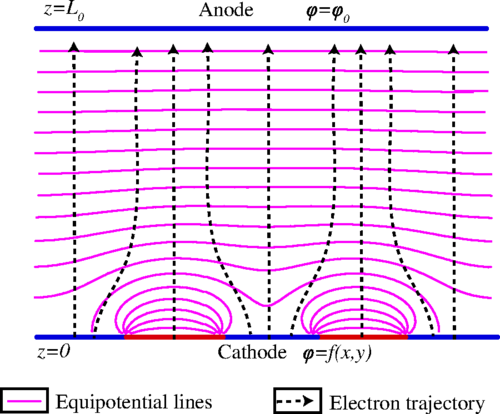 z=L₀ Anode φ=φ₀
z=0 Cathode φ=f(x,y)
Equipotential lines Electron trajectory